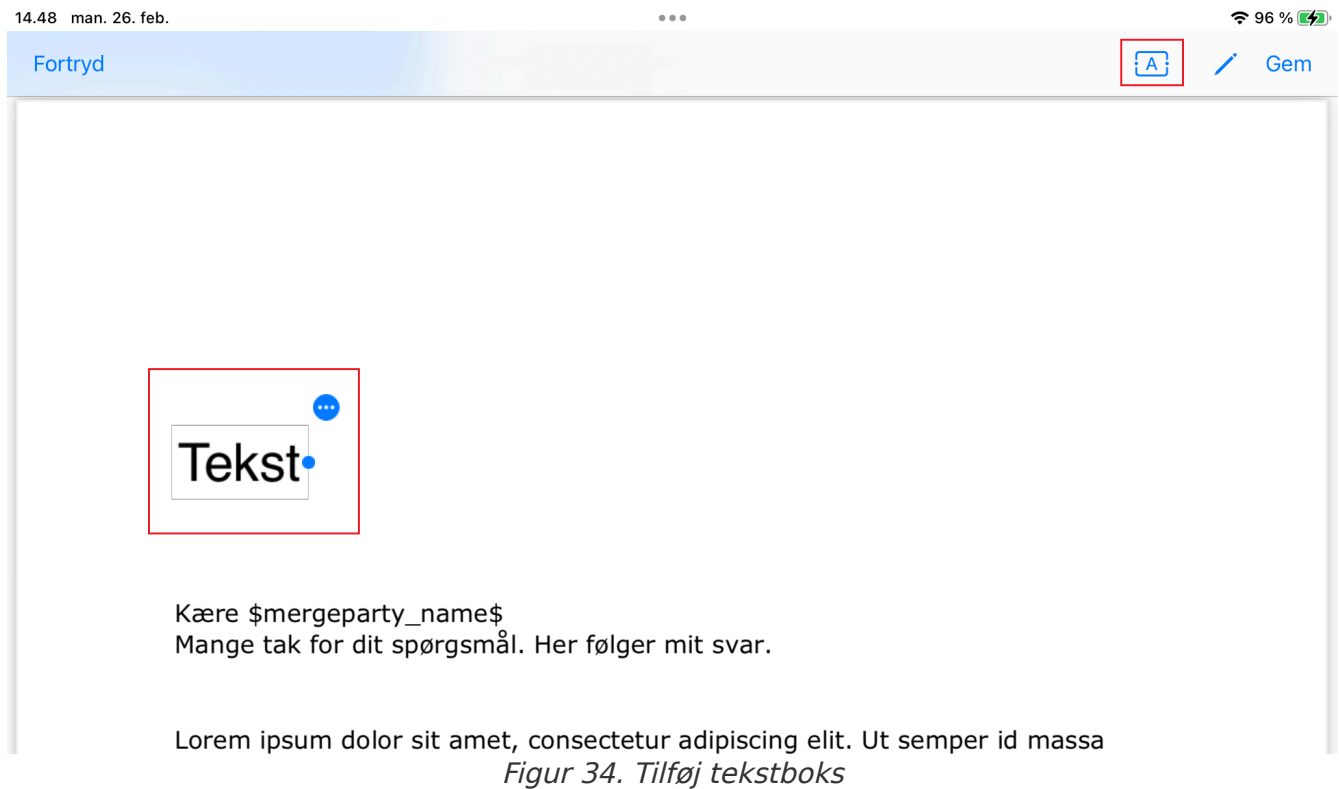 14.48 man. 26. feb.
96 %
Fortryd
A
Gem
Tekst
Kære $mergeparty_name$
Mange tak for dit spørgsmål. Her følger mit svar.
Lorem ipsum dolor sit amet, consectetur adipiscing elit. Ut semper id massa
Figur 34. Tilføj tekstboks